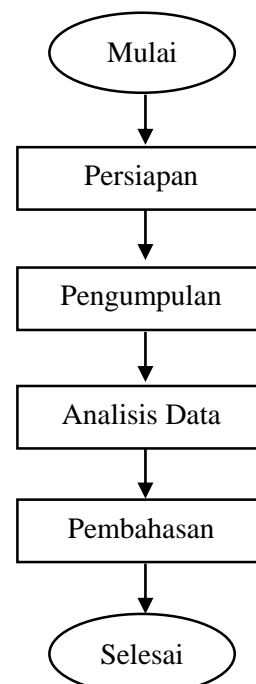 Mulai
Persiapan
Pengumpulan
Analisis Data
Pembahasan
Selesai